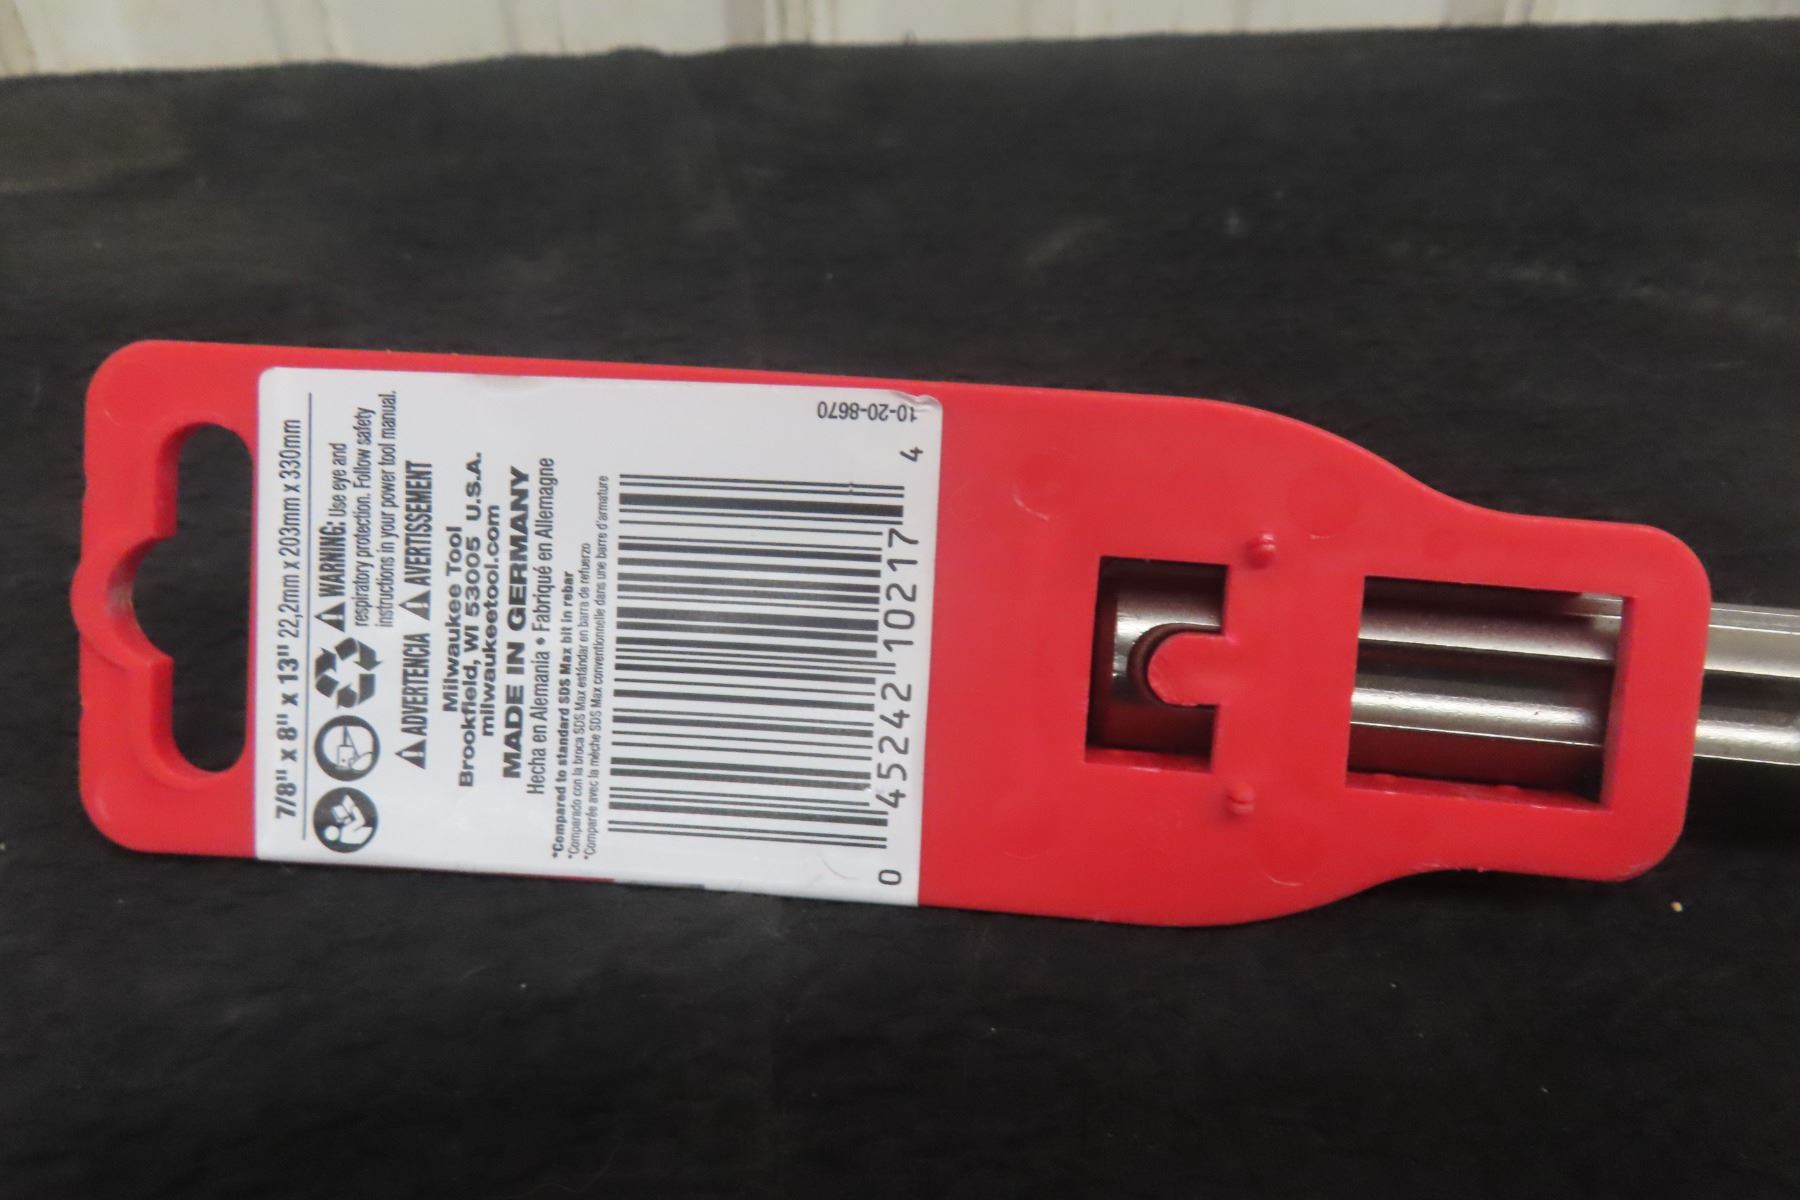 7/8" x 8" x 13" 22,2mm x 203mm x 330mm
WARNING: Use eye and
respiratory protection. Follow safety
instructions in your power tool manual.
ADVERTENCIA AVERTISSEMENT
Milwaukee Tool
Brookfield, WI 53005 U.S.A.
milwaukeetool.com
MADE IN GERMANY
Hecha en Alemania • Fabriqué en Allemagne
*Compared to standard SDS Max bit in rebar
*Comparado con la broca SDS Max estándar en barra de refuerzo
*Comparée avec la mèche SDS Max conventionnelle dans une barre d'armature
0 45242 10217 4
10-20-8670